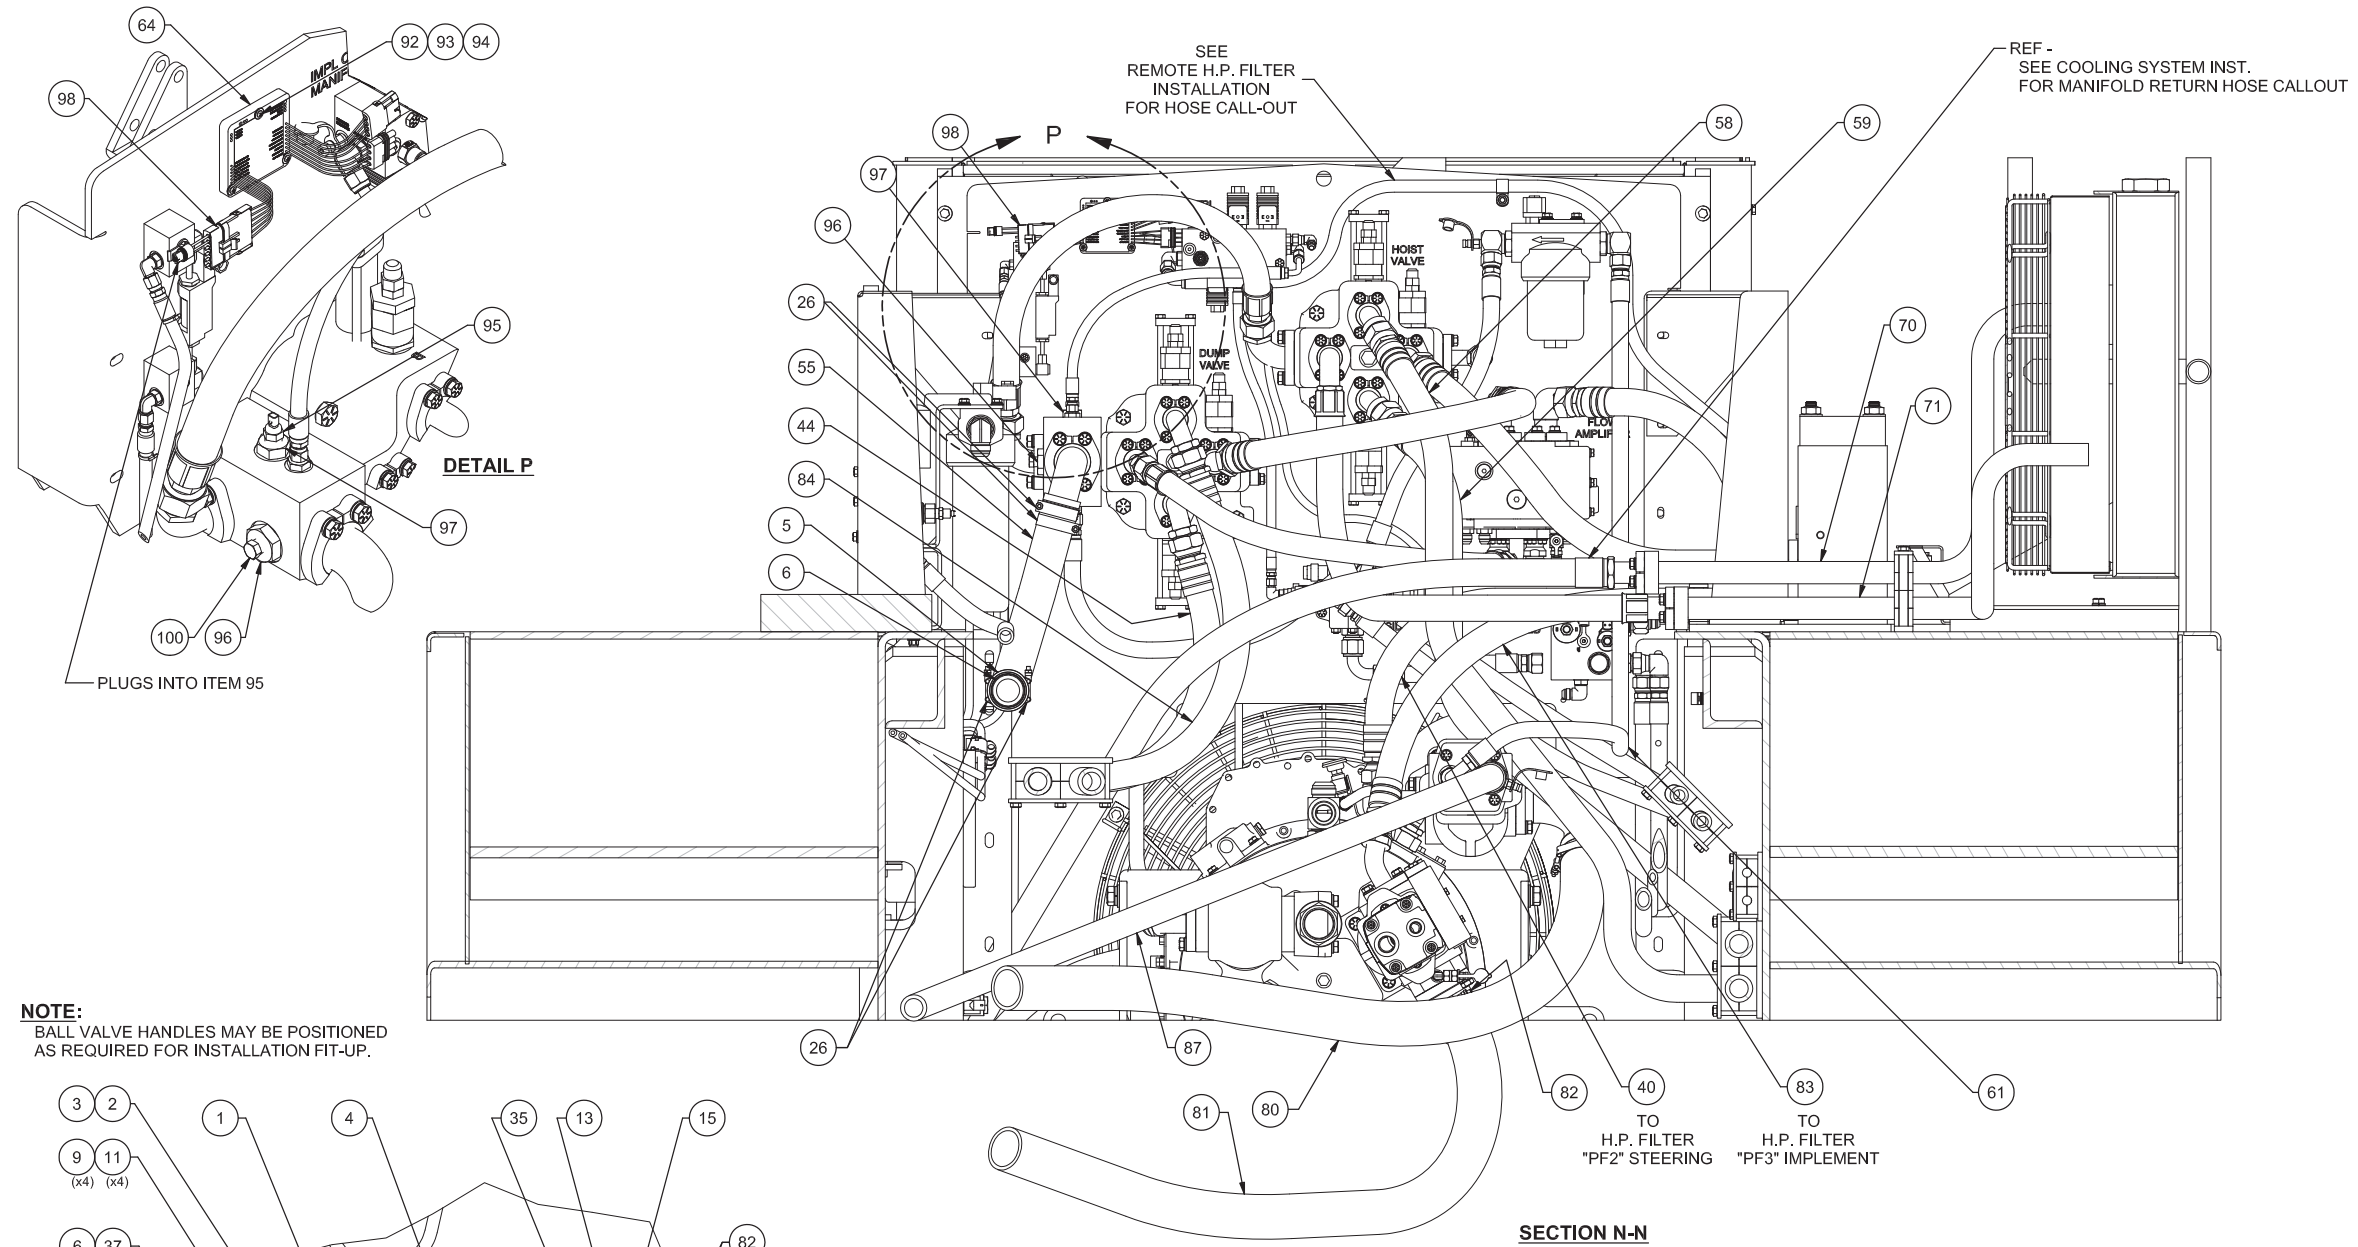 64
92 93 94
IMPL C
MANIF
98
95
DETAIL P
97
100 96
PLUGS INTO ITEM 95
SEE
REMOTE H.P. FILTER
INSTALLATION
FOR HOSE CALL-OUT
REF -
SEE COOLING SYSTEM INST.
FOR MANIFOLD RETURN HOSE CALLOUT
P
98
97
96
26
55
44
84
5
6
58
59
HOIST
VALVE
DUMP
VALVE
FLOW
AMPLIF
70
71
26
87
81
80
82
40
TO
H.P. FILTER
"PF2" STEERING
83
TO
H.P. FILTER
"PF3" IMPLEMENT
61
NOTE:
BALL VALVE HANDLES MAY BE POSITIONED
AS REQUIRED FOR INSTALLATION FIT-UP.
3 2
1
4
35
13
15
9 11
(x4) (x4)
6 37
82
SECTION N-N